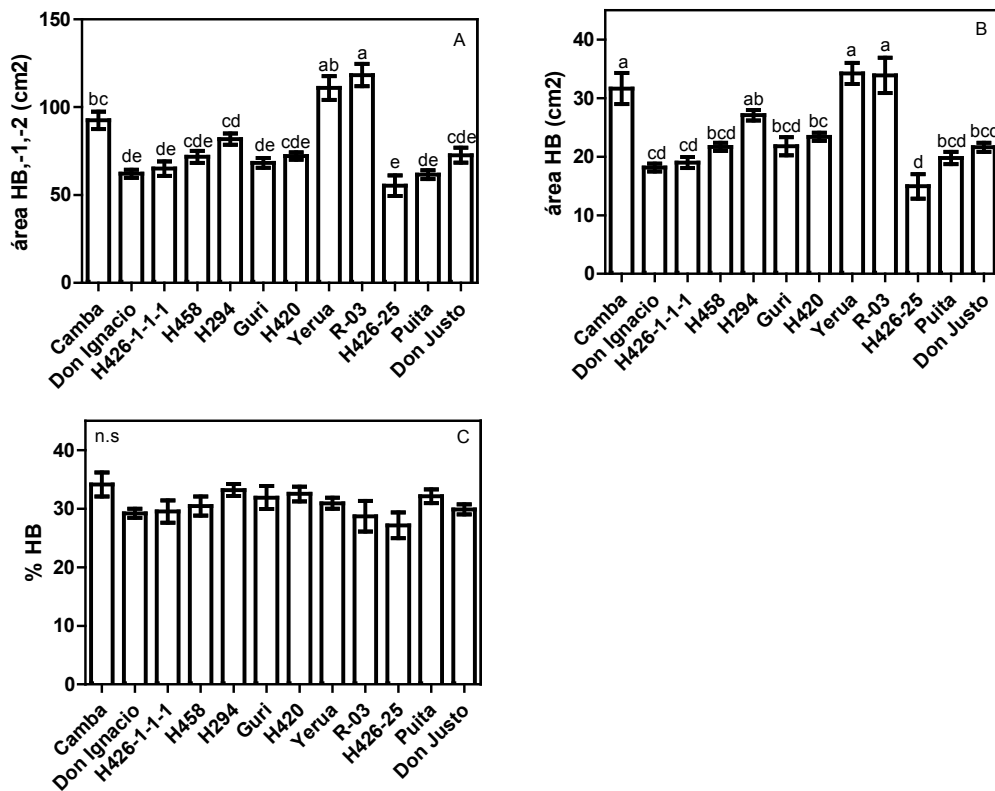 A
área HB,-1,-2 (cm2)
150
100
50
0
bc
de
de
cde
cd
de
cde
ab
a
e
de
cde
Camba
Don Ignacio
H426-1-1-1
H458
H294
Guri
H420
Yerua
R-03
H426-25
Puita
Don Justo
B
área HB (cm2)
40
30
20
10
0
a
cd
cd
bcd
ab
bcd
bc
a
a
d
bcd
bcd
Camba
Don Ignacio
H426-1-1-1
H458
H294
Guri
H420
Yerua
R-03
H426-25
Puita
Don Justo
n.s
C
% HB
40
30
20
10
0
Camba
Don Ignacio
H426-1-1-1
H458
H294
Guri
H420
Yerua
R-03
H426-25
Puita
Don Justo